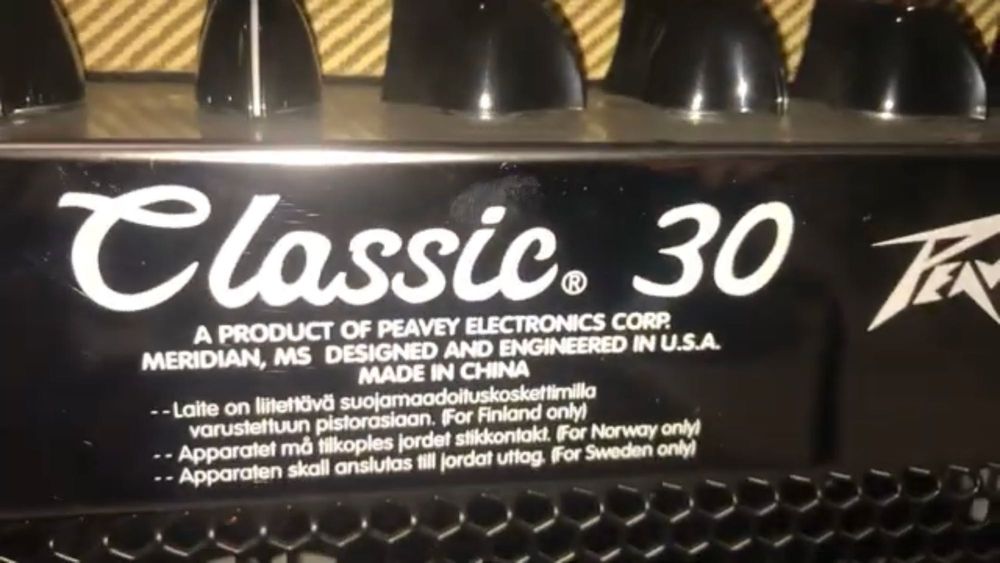 Classic® 30
PEAV
A PRODUCT OF PEAVEY ELECTRONICS CORP.
MERIDIAN, MS DESIGNED AND ENGINEERED IN U.S.A.
MADE IN CHINA
-- Laite on liitettävä suojamaadoituskoskettimilla
varustettuun pistorasiaan. (For Finland only)
-- Apparatet må tilkoples jordet stikkontakt. (For Norway only)
-- Apparaten skall anslutas till jordat uttag. (For Sweden only)